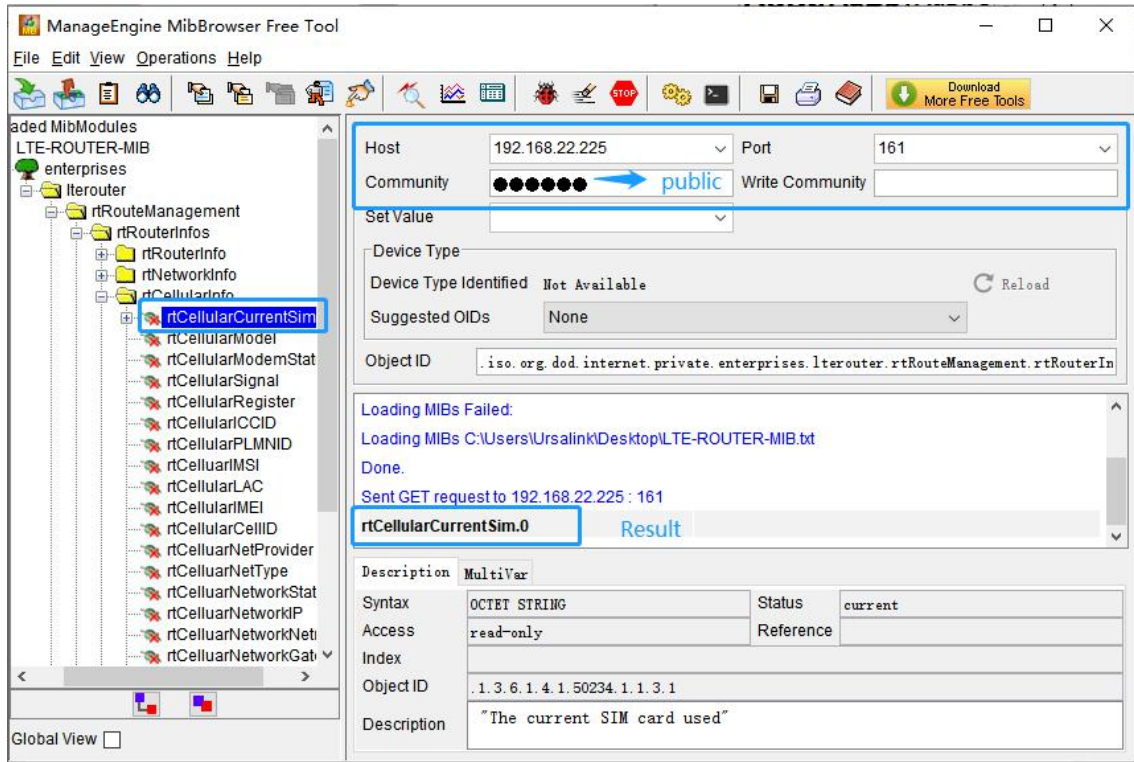 ManageEngine MibBrowser Free Tool
File Edit View Operations Help
STOP
Download
More Free Tools
aded MibModules
LTE-ROUTER-MIB
enterprises
lterouter
rtRouteManagement
rtRouterInfos
rtRouterInfo
rtNetworkInfo
rtCellularInfo
rtCellularCurrentSim
rtCellularModel
rtCellularModemStat
rtCellularSignal
rtCellularRegister
rtCellularICCID
rtCellularPLMNID
rtCelluarIMSI
rtCellularLAC
rtCellularIMEI
rtCellularCellID
rtCelluarNetProvider
rtCelluarNetType
rtCelluarNetworkStat
rtCelluarNetworkIP
rtCelluarNetworkNet
rtCelluarNetworkGat
Global View
Host 192.168.22.225 Port 161
Community ●●●●●● public Write Community
Set Value
Device Type
Device Type Identified Not Available Reload
Suggested OIDs None
Object ID .iso.org.dod.internet.private.enterprises.lterouter.rtRouteManagement.rtRouterIn
Loading MIBs Failed:
Loading MIBs C:\Users\Ursalink\Desktop\LTE-ROUTER-MIB.txt
Done.
Sent GET request to 192.168.22.225 : 161
rtCellularCurrentSim.0 Result
Description MultiVar
Syntax OCTET STRING Status current
Access read-only Reference
Index
Object ID .1.3.6.1.4.1.50234.1.1.3.1
Description "The current SIM card used"